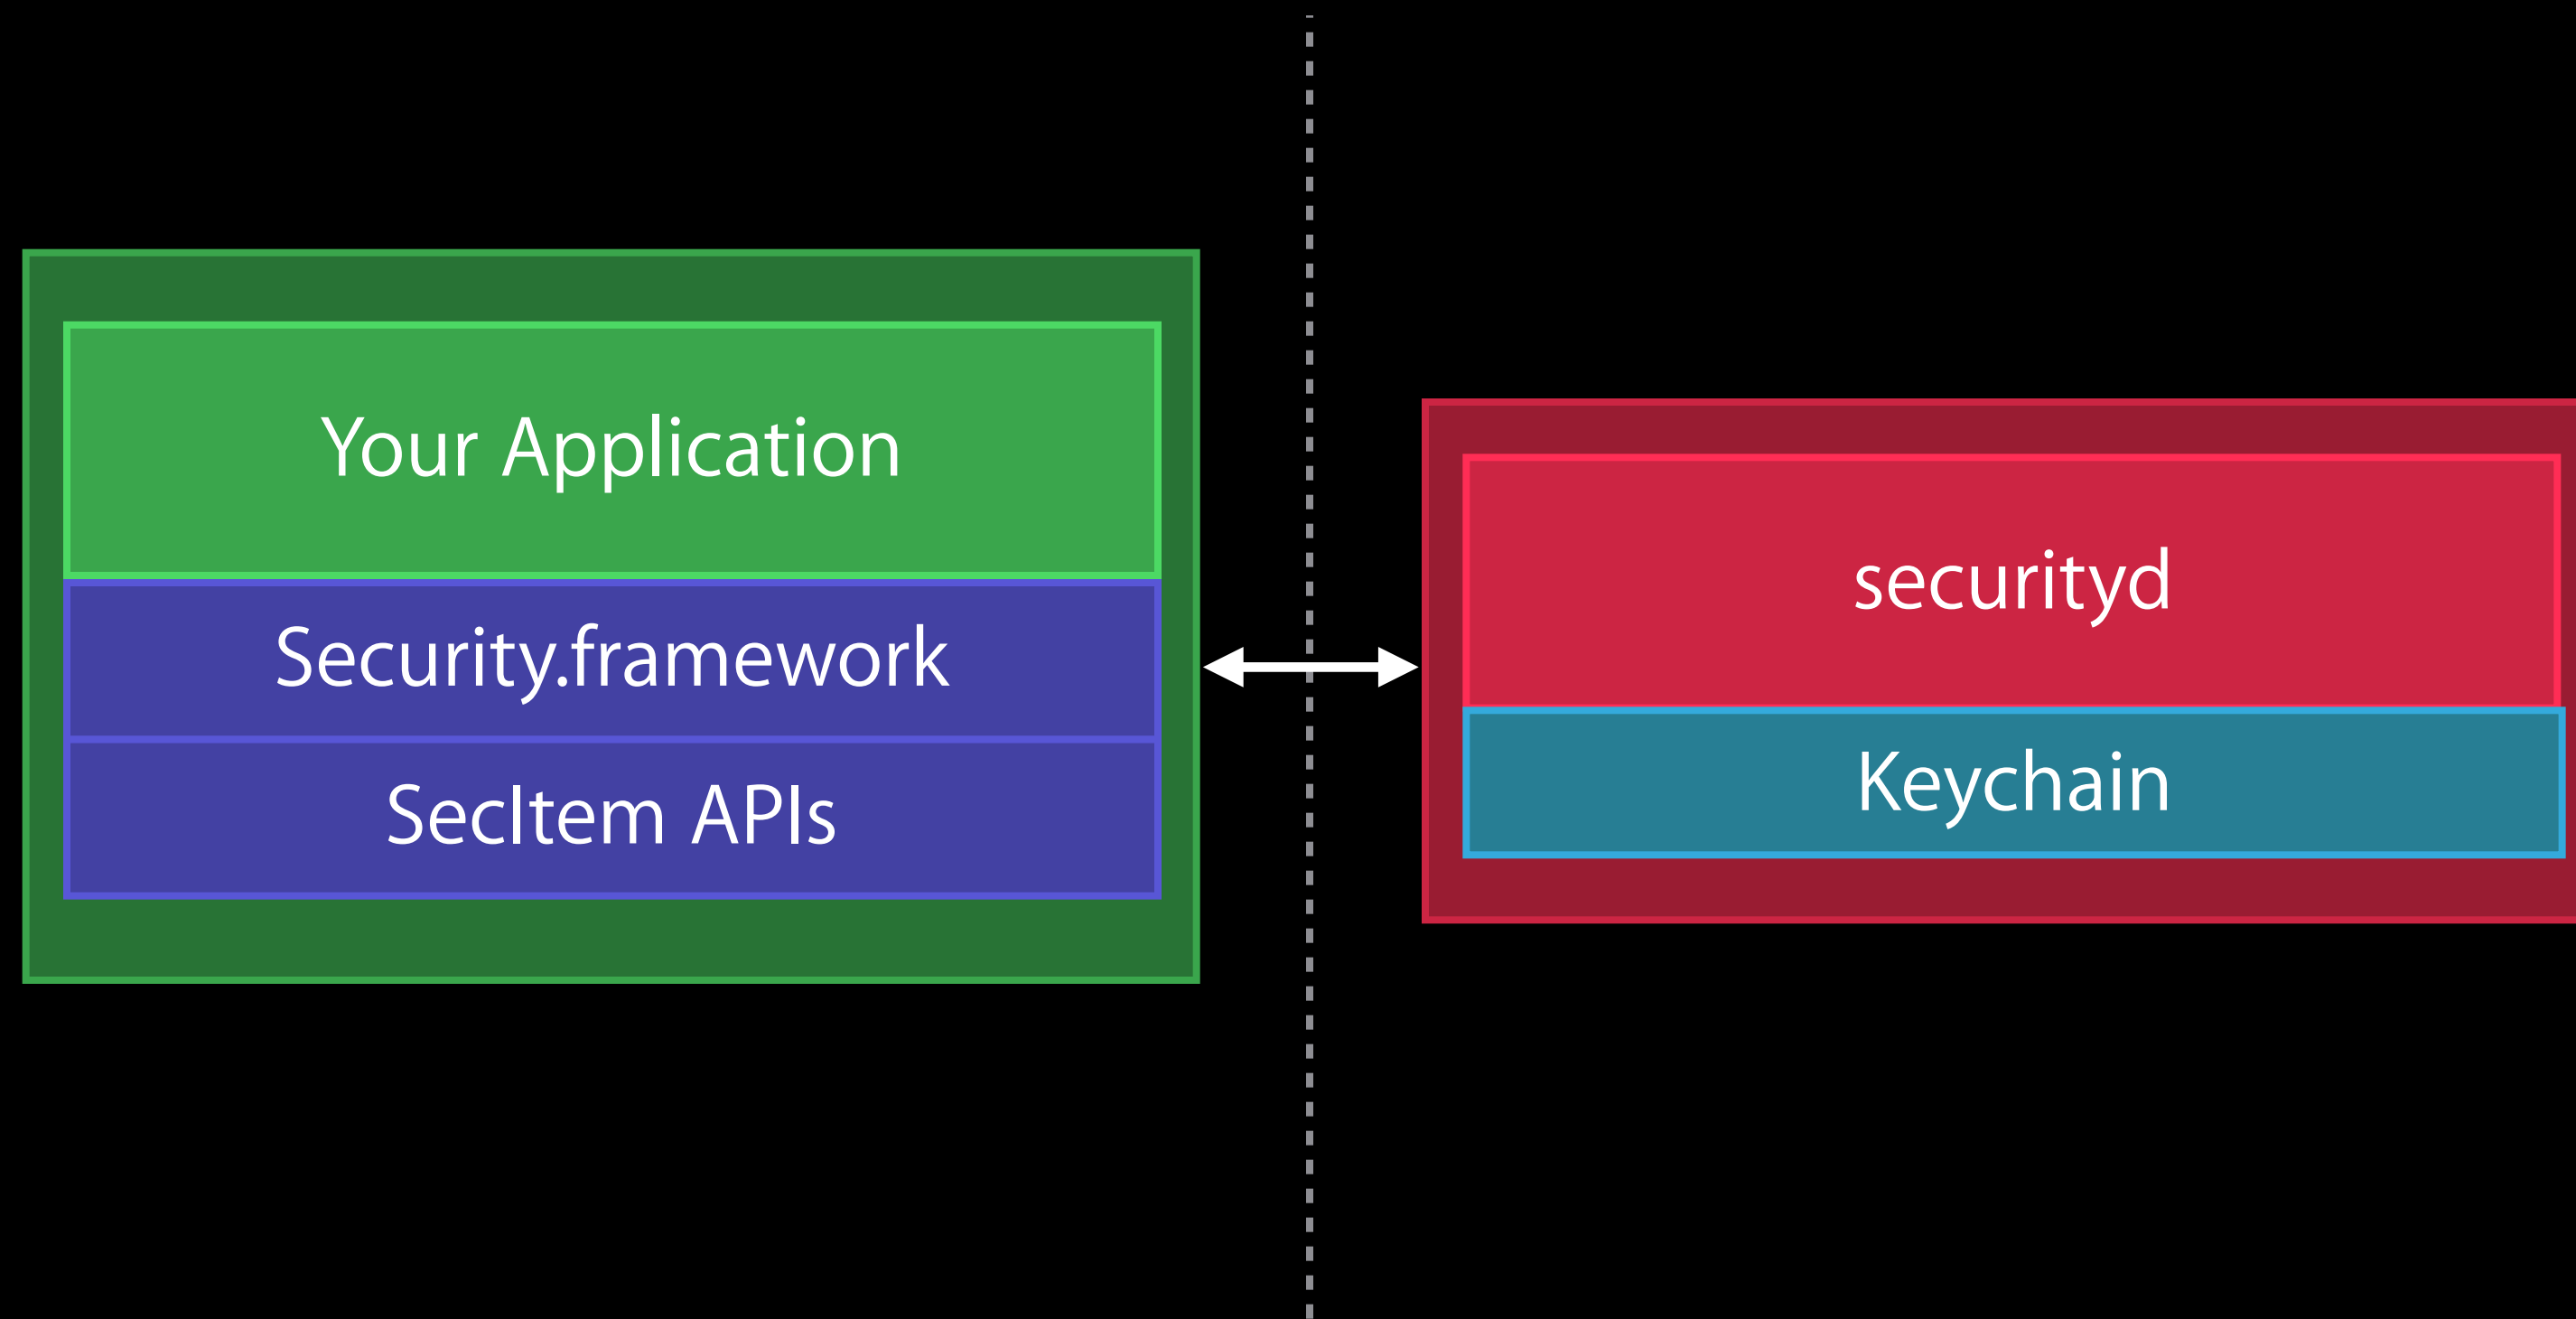 Your Application
Security.framework
SecItem APIs
securityd
Keychain